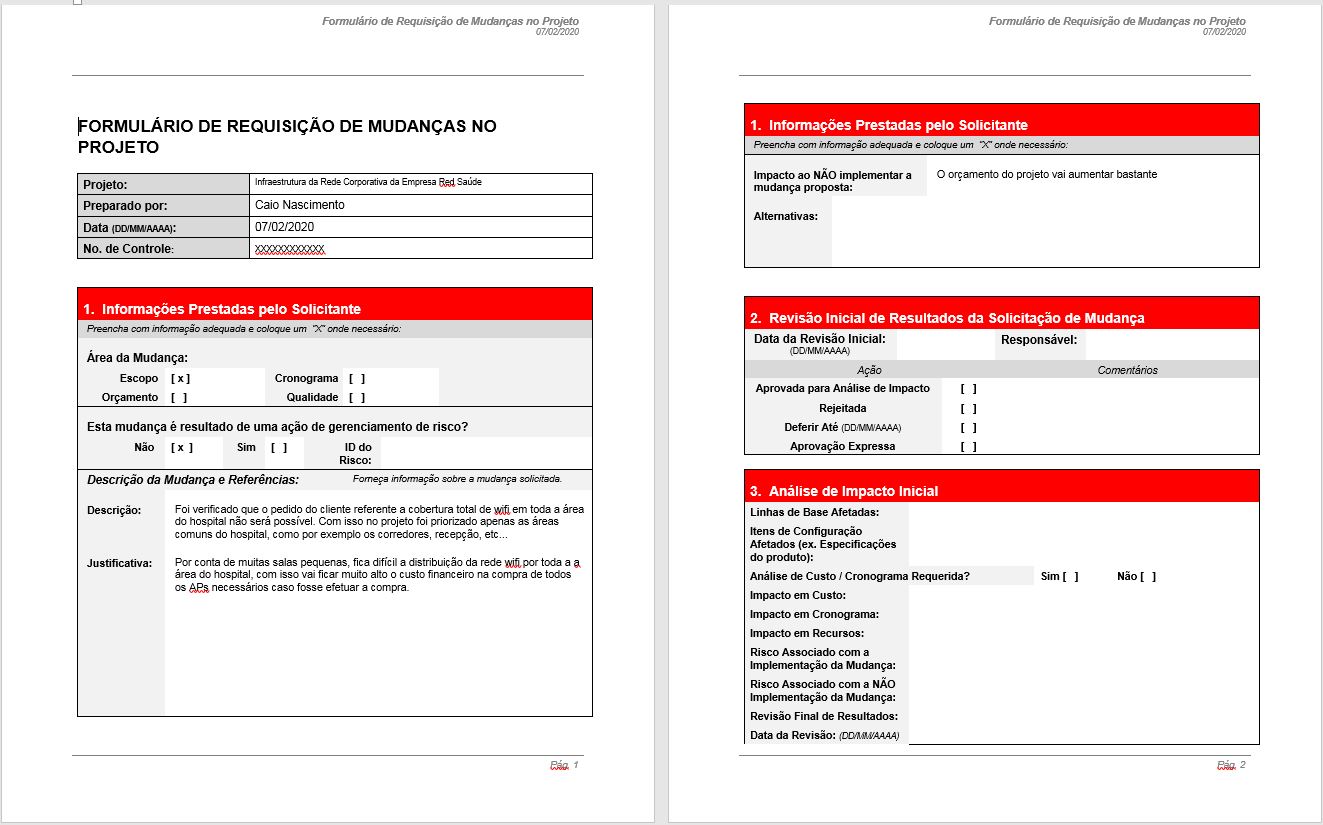 Formulário de Requisição de Mudanças no Projeto
07/02/2020
FORMULÁRIO DE REQUISIÇÃO DE MUDANÇAS NO
PROJETO
Projeto: Infraestrutura da Rede Corporativa da Empresa Red Saúde
Preparado por: Caio Nascimento
Data (DD/MM/AAAA): 07/02/2020
No. de Controle: XXXXXXXXXXXX
1. Informações Prestadas pelo Solicitante
Preencha com informação adequada e coloque um "X" onde necessário:
Área da Mudança:
Escopo [ x ] Cronograma [ ]
Orçamento [ ] Qualidade [ ]
Esta mudança é resultado de uma ação de gerenciamento de risco?
Não [ x ] Sim [ ] ID do
Risco:
Descrição da Mudança e Referências: Forneça informação sobre a mudança solicitada.
Descrição: Foi verificado que o pedido do cliente referente a cobertura total de wifi em toda a área
do hospital não será possível. Com isso no projeto foi priorizado apenas as áreas
comuns do hospital, como por exemplo os corredores, recepção, etc...
Justificativa: Por conta de muitas salas pequenas, fica difícil a distribuição da rede wifi por toda a a
área do hospital, com isso vai ficar muito alto o custo financeiro na compra de todos
os APs necessários caso fosse efetuar a compra.
Pág. 1
Formulário de Requisição de Mudanças no Projeto
07/02/2020
1. Informações Prestadas pelo Solicitante
Preencha com informação adequada e coloque um "X" onde necessário:
Impacto ao NÃO implementar a
mudança proposta: O orçamento do projeto vai aumentar bastante
Alternativas:
2. Revisão Inicial de Resultados da Solicitação de Mudança
Data da Revisão Inicial: Responsável:
(DD/MM/AAAA)
Ação Comentários
Aprovada para Análise de Impacto [ ]
Rejeitada [ ]
Deferir Até (DD/MM/AAAA) [ ]
Aprovação Expressa [ ]
3. Análise de Impacto Inicial
Linhas de Base Afetadas:
Itens de Configuração
Afetados (ex. Especificações
do produto):
Análise de Custo / Cronograma Requerida? Sim [ ] Não [ ]
Impacto em Custo:
Impacto em Cronograma:
Impacto em Recursos:
Risco Associado com a
Implementação da Mudança:
Risco Associado com a NÃO
Implementação da Mudança:
Revisão Final de Resultados:
Data da Revisão: (DD/MM/AAAA)
Pág. 2